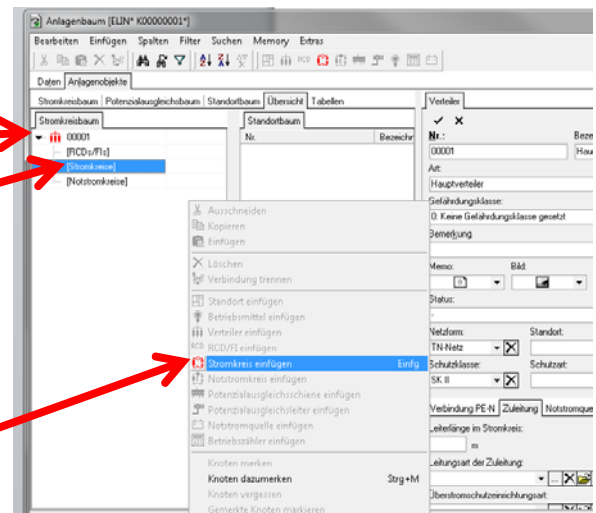 Anlagenbaum [ELIN* K00000001*]
Bearbeiten Einfügen Spalten Filter Suchen Memory Extras
Daten Anlagenobjekte
Stromkreisbaum Potenzialausgleichsbaum Standortbaum Übersicht Tabellen
Stromkreisbaum
00001
[RCDs/FIs]
[Stromkreise]
[Notstromkreise]
Standortbaum
Nr. Bezeichn
Ausschneiden
Kopieren
Einfügen
Löschen
Verbindung trennen
Standort einfügen
Betriebsmittel einfügen
Verteiler einfügen
RCD RCD/FI einfügen
Stromkreis einfügen Einfg
Notstromkreis einfügen
Potenzialausgleichsschiene einfügen
Potenzialausgleichsleiter einfügen
Notstromquelle einfügen
Betriebszähler einfügen
Knoten merken
Knoten dazumerken Strg+M
Knoten vergessen
Gemerkte Knoten markieren
Verteiler
Nr.: Beze
00001 Hau
Art:
Hauptverteiler
Gefährdungsklasse:
0: Keine Gefährdungsklasse gesetzt
Bemerkung
Memo: Bild:
Status:
-
Netzform: Standort:
TN-Netz
Schutzklasse: Schutzart:
SK II
Verbindung PE-N Zuleitung Notstromque
Leiterlänge im Stromkreis:
m
Leitungsart der Zuleitung:
...
Überstromschutzeinrichtungsart: